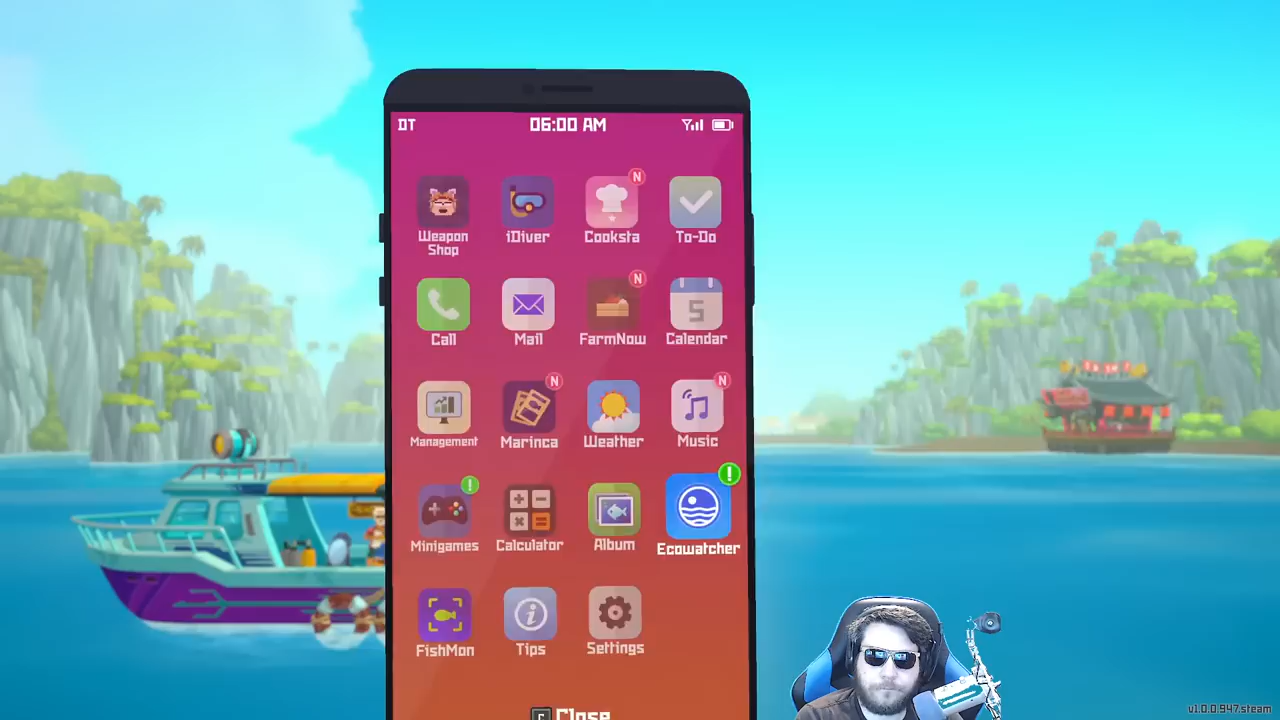 DT 06:00 AM
N
Weapon Shop iDiver Cooksta To-Do
N
5
Call Mail FarmNow Calendar
N N
Management Marinca Weather Music
! !
Minigames Calculator Album Ecowatcher
FishMon Tips Settings
Close
v1.0.0.947.steam